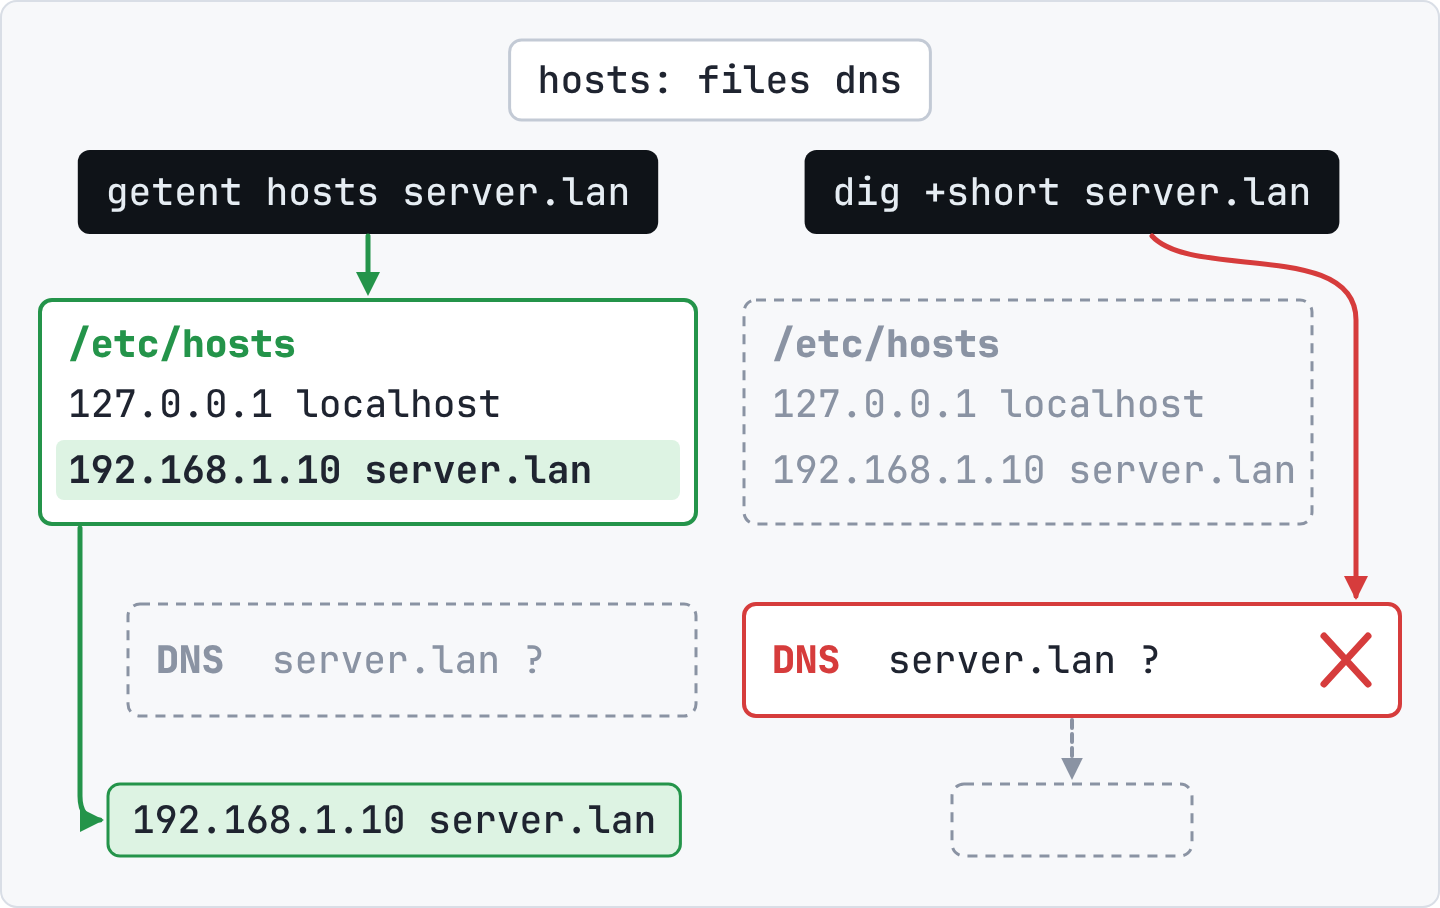 hosts: files dns
getent hosts server.lan
/etc/hosts
127.0.0.1 localhost
192.168.1.10 server.lan
DNS server.lan ?
192.168.1.10 server.lan
dig +short server.lan
/etc/hosts
127.0.0.1 localhost
192.168.1.10 server.lan
DNS server.lan ?